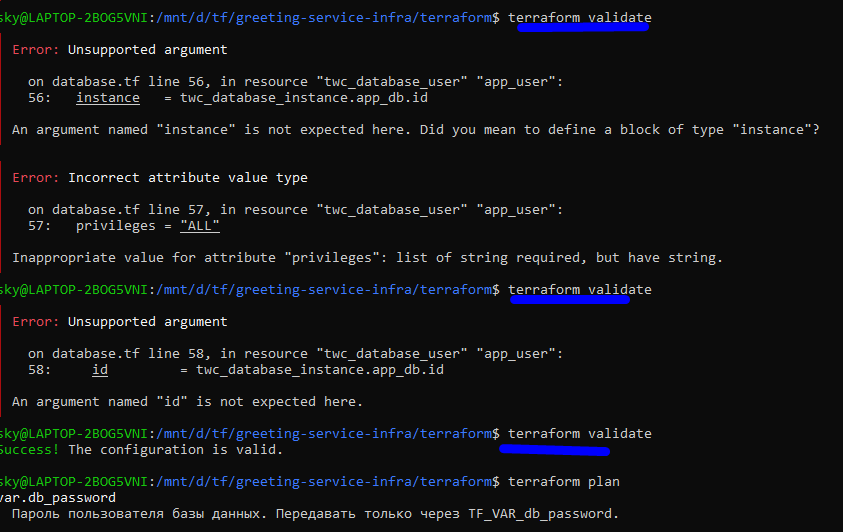 sky@LAPTOP-2BOG5VNI:/mnt/d/tf/greeting-service-infra/terraform$ terraform validate
Error: Unsupported argument
on database.tf line 56, in resource "twc_database_user" "app_user":
56: instance = twc_database_instance.app_db.id
An argument named "instance" is not expected here. Did you mean to define a block of type "instance"?
Error: Incorrect attribute value type
on database.tf line 57, in resource "twc_database_user" "app_user":
57: privileges = "ALL"
Inappropriate value for attribute "privileges": list of string required, but have string.
sky@LAPTOP-2BOG5VNI:/mnt/d/tf/greeting-service-infra/terraform$ terraform validate
Error: Unsupported argument
on database.tf line 58, in resource "twc_database_user" "app_user":
58: id = twc_database_instance.app_db.id
An argument named "id" is not expected here.
sky@LAPTOP-2BOG5VNI:/mnt/d/tf/greeting-service-infra/terraform$ terraform validate
Success! The configuration is valid.
sky@LAPTOP-2BOG5VNI:/mnt/d/tf/greeting-service-infra/terraform$ terraform plan
var.db_password
Пароль пользователя базы данных. Передавать только через TF_VAR_db_password.